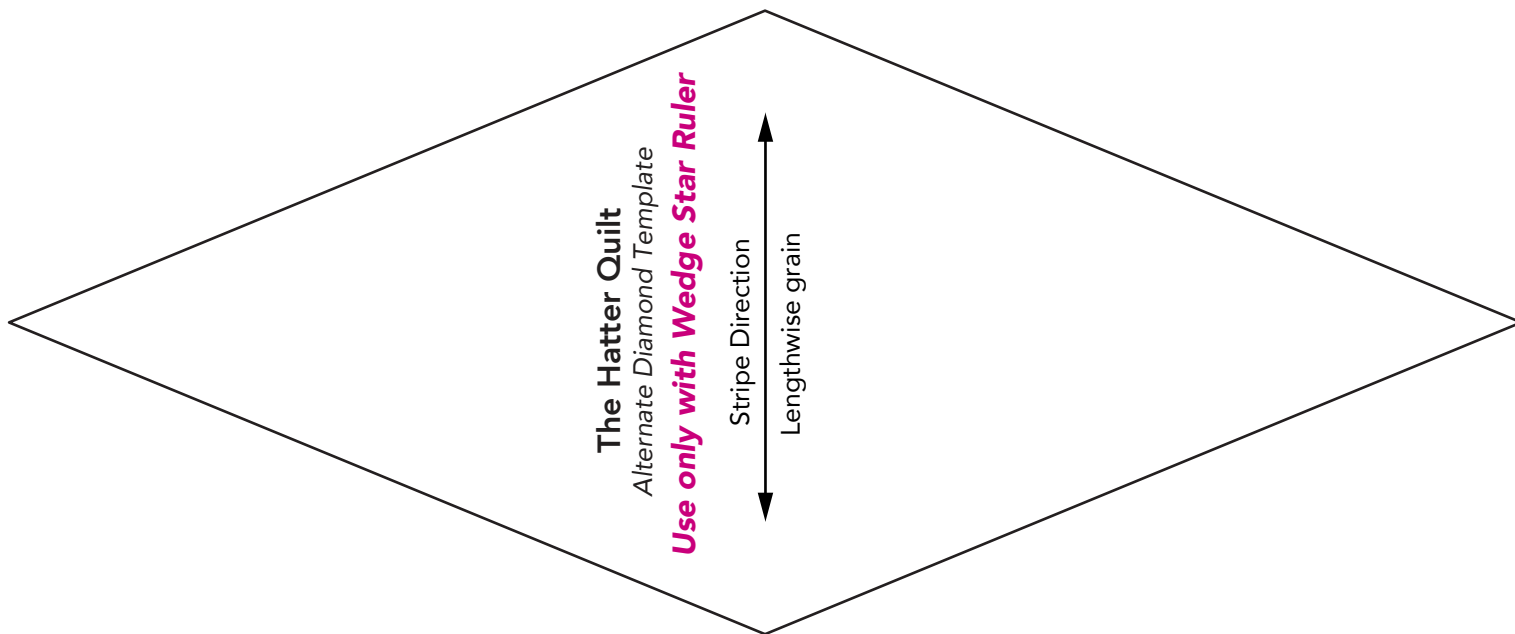 The Hatter Quilt
Alternate Diamond Template
Use only with Wedge Star Ruler
Stripe Direction
Lengthwise grain